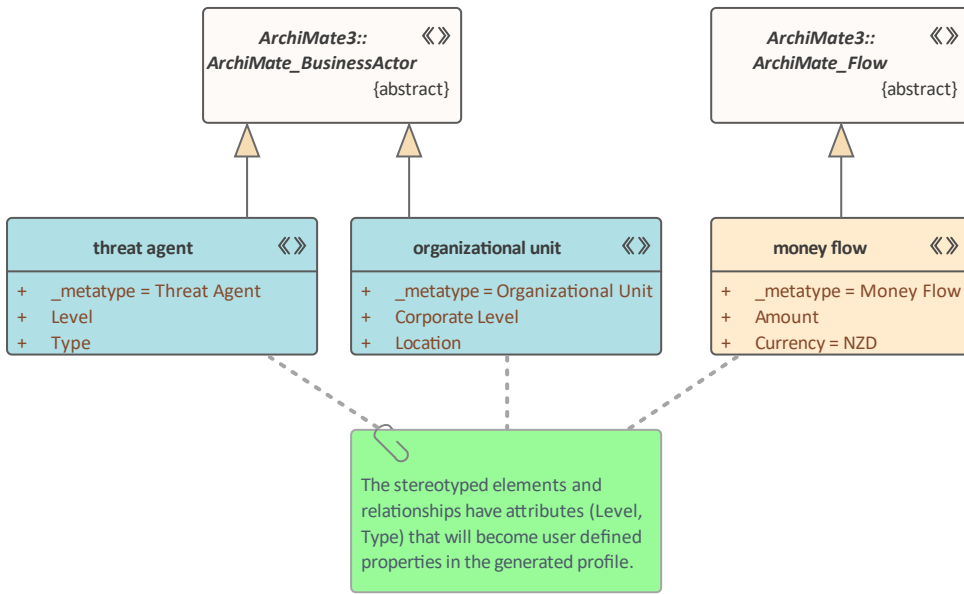 ArchiMate3:: «»
ArchiMate_BusinessActor
{abstract}
ArchiMate3:: «»
ArchiMate_Flow
{abstract}
threat agent «»
+ _metatype = Threat Agent
+ Level
+ Type
organizational unit «»
+ _metatype = Organizational Unit
+ Corporate Level
+ Location
money flow «»
+ _metatype = Money Flow
+ Amount
+ Currency = NZD
The stereotyped elements and
relationships have attributes (Level,
Type) that will become user defined
properties in the generated profile.